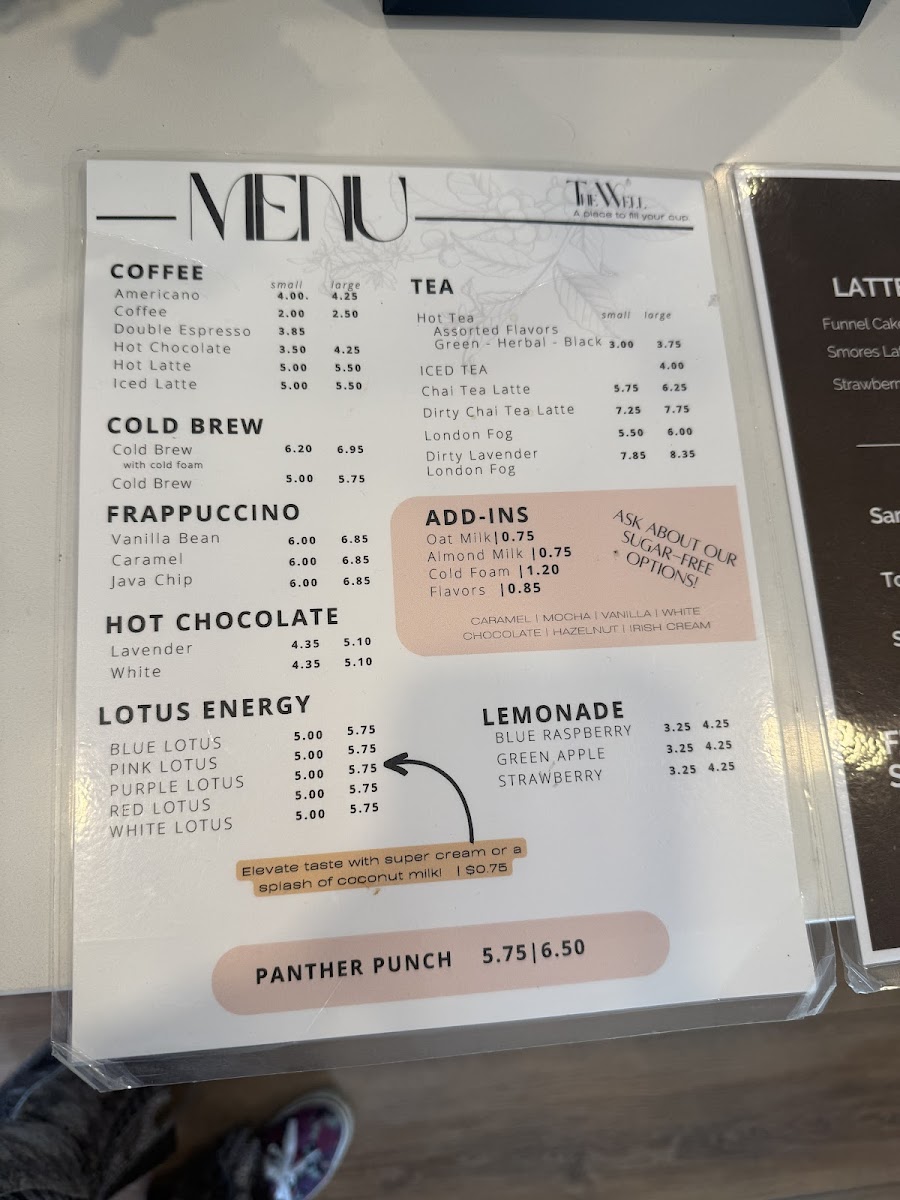 MENU
THE WELL
A place to fill your cup.
COFFEE
small large
Americano 4.00. 4.25
Coffee 2.00 2.50
Double Espresso 3.85
Hot Chocolate 3.50 4.25
Hot Latte 5.00 5.50
Iced Latte 5.00 5.50
COLD BREW
Cold Brew 6.20 6.95
with cold foam
Cold Brew 5.00 5.75
FRAPPUCCINO
Vanilla Bean 6.00 6.85
Caramel 6.00 6.85
Java Chip 6.00 6.85
HOT CHOCOLATE
Lavender 4.35 5.10
White 4.35 5.10
LOTUS ENERGY
BLUE LOTUS 5.00 5.75
PINK LOTUS 5.00 5.75
PURPLE LOTUS 5.00 5.75
RED LOTUS 5.00 5.75
WHITE LOTUS 5.00 5.75
Elevate taste with super cream or a
splash of coconut milk! | $0.75
TEA
small large
Hot Tea
Assorted Flavors
Green - Herbal - Black 3.00 3.75
ICED TEA 4.00
Chai Tea Latte 5.75 6.25
Dirty Chai Tea Latte 7.25 7.75
London Fog 5.50 6.00
Dirty Lavender 7.85 8.35
London Fog
ADD-INS
Oat Milk|0.75
Almond Milk |0.75
Cold Foam |1.20
Flavors |0.85
ASK ABOUT OUR
SUGAR-FREE
OPTIONS!
CARAMEL | MOCHA | VANILLA | WHITE
CHOCOLATE | HAZELNUT | IRISH CREAM
LEMONADE
BLUE RASPBERRY 3.25 4.25
GREEN APPLE 3.25 4.25
STRAWBERRY 3.25 4.25
PANTHER PUNCH 5.75|6.50
LATTE
Funnel Cake
Smores La
Strawberr